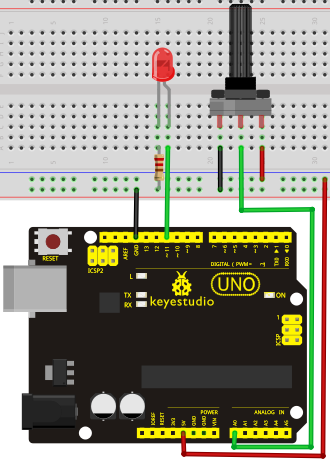 RESET
ICSP2
AREF
GND
13
12
~11
~10
~9
8
7
~6
~5
4
~3
2
TX▸1
RX◂0
DIGITAL ( PWM~ )
L
TX
RX
keyestudio
UNO
ON
1
ICSP
POWER
ANALOG IN
IOREF
RESET
3V3
5V
GND
GND
VIN
A0
A1
A2
A3
A4
A5